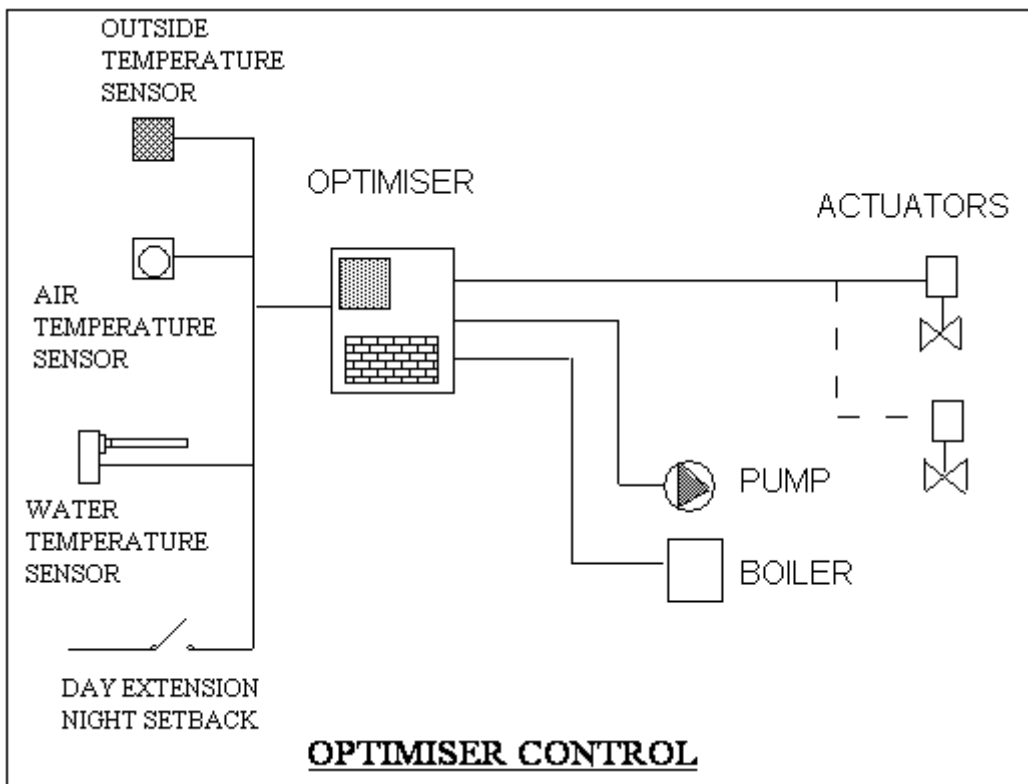 OUTSIDE
TEMPERATURE
SENSOR
OPTIMISER
ACTUATORS
AIR
TEMPERATURE
SENSOR
PUMP
WATER
TEMPERATURE
SENSOR
BOILER
DAY EXTENSION
NIGHT SETBACK
OPTIMISER CONTROL